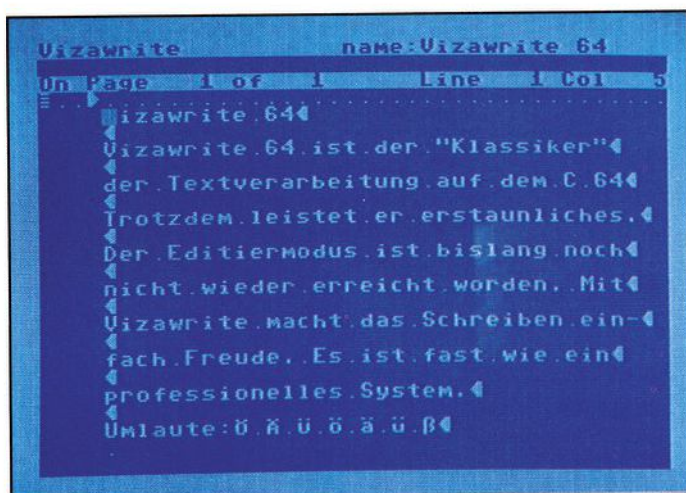 Vizawrite name:Vizawrite 64
On Page 1 of 1 Line 1 Col 5
Vizawrite 64
Vizawrite 64 ist der "Klassiker"
der Textverarbeitung auf dem C 64
Trotzdem leistet er erstaunliches.
Der Editiermodus ist bislang noch
nicht wieder erreicht worden. Mit
Vizawrite macht das Schreiben ein-
fach Freude. Es ist fast wie ein
professionelles System.
Umlaute:Ö Ä Ü ö ä ü ß